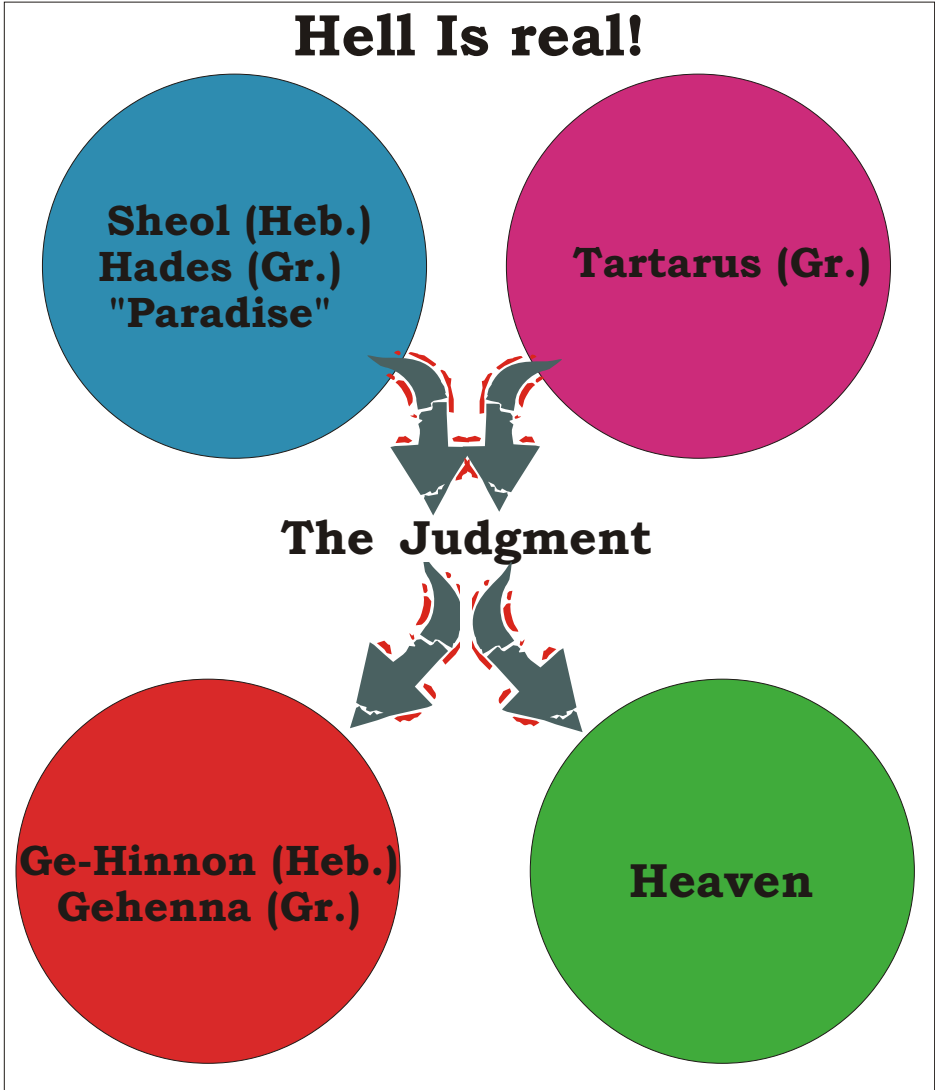 Hell Is real!
Sheol (Heb.)
Hades (Gr.)
"Paradise"
Tartarus (Gr.)
The Judgment
Ge-Hinnon (Heb.)
Gehenna (Gr.)
Heaven